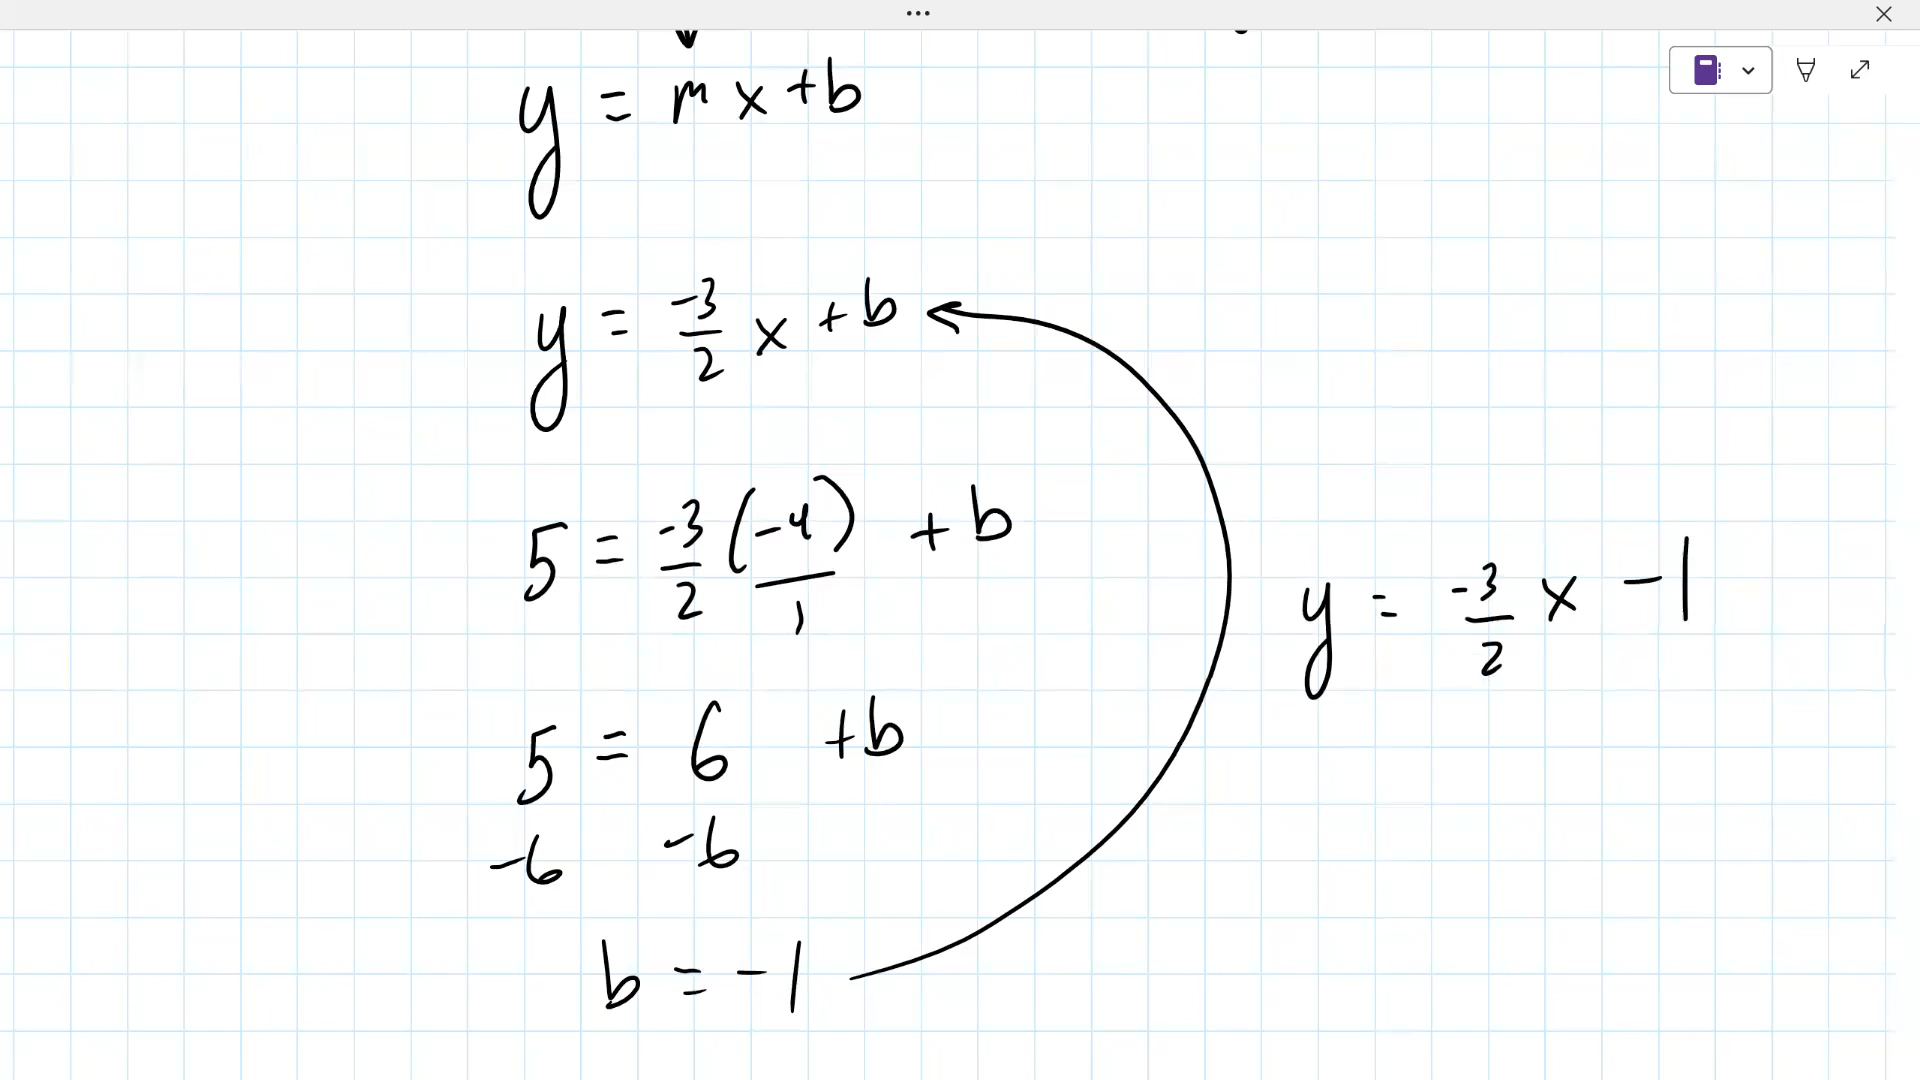 y = mx + b
y = -3/2 x + b
5 = -3/2 (-4)/1 + b
5 = 6 + b
-6 -6
b = -1
y = -3/2 x - 1